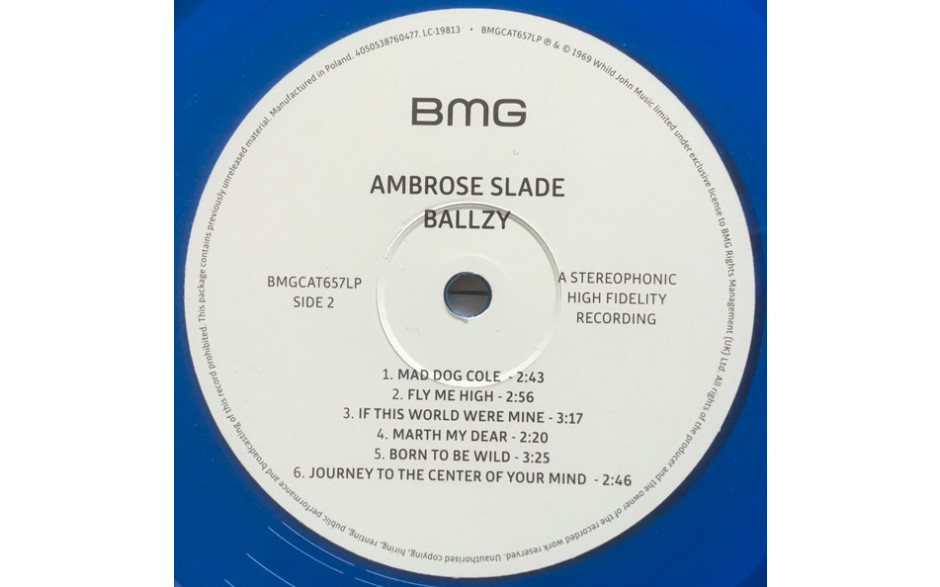 BMG
AMBROSE SLADE
BALLZY
BMGCAT657LP
SIDE 2
A STEREOPHONIC
HIGH FIDELITY
RECORDING
1. MAD DOG COLE - 2:43
2. FLY ME HIGH - 2:56
3. IF THIS WORLD WERE MINE - 3:17
4. MARTH MY DEAR - 2:20
5. BORN TO BE WILD - 3:25
6. JOURNEY TO THE CENTER OF YOUR MIND - 2:46
BMGCAT657LP ℗ & © 1969 Whild John Music limited under exclusive license to BMG Rights Management (UK) Ltd. All rights of the producer and the owner of the recorded work reserved. Unauthorised copying, hiring, renting, public performance and broadcasting of this record prohibited. This package contains previously unreleased material. Manufactured in Poland. 4050538760477. LC-19813 •